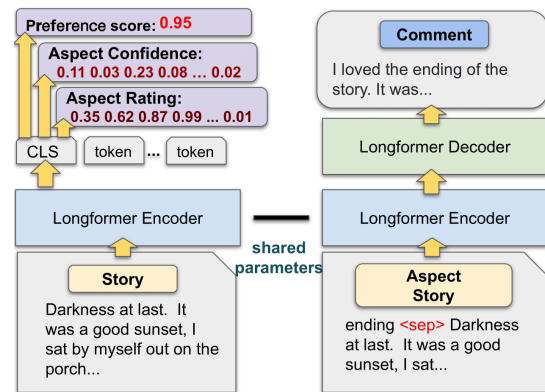 Preference score: 0.95
Aspect Confidence:
0.11 0.03 0.23 0.08 ... 0.02
Aspect Rating:
0.35 0.62 0.87 0.99 ... 0.01
CLS
token
...
token
Longformer Encoder
Story
Darkness at last. It
was a good sunset, I
sat by myself out on the
porch...
shared
parameters
Comment
I loved the ending of the
story. It was...
Longformer Decoder
Longformer Encoder
Aspect
Story
ending <sep> Darkness
at last. It was a good
sunset, I sat...